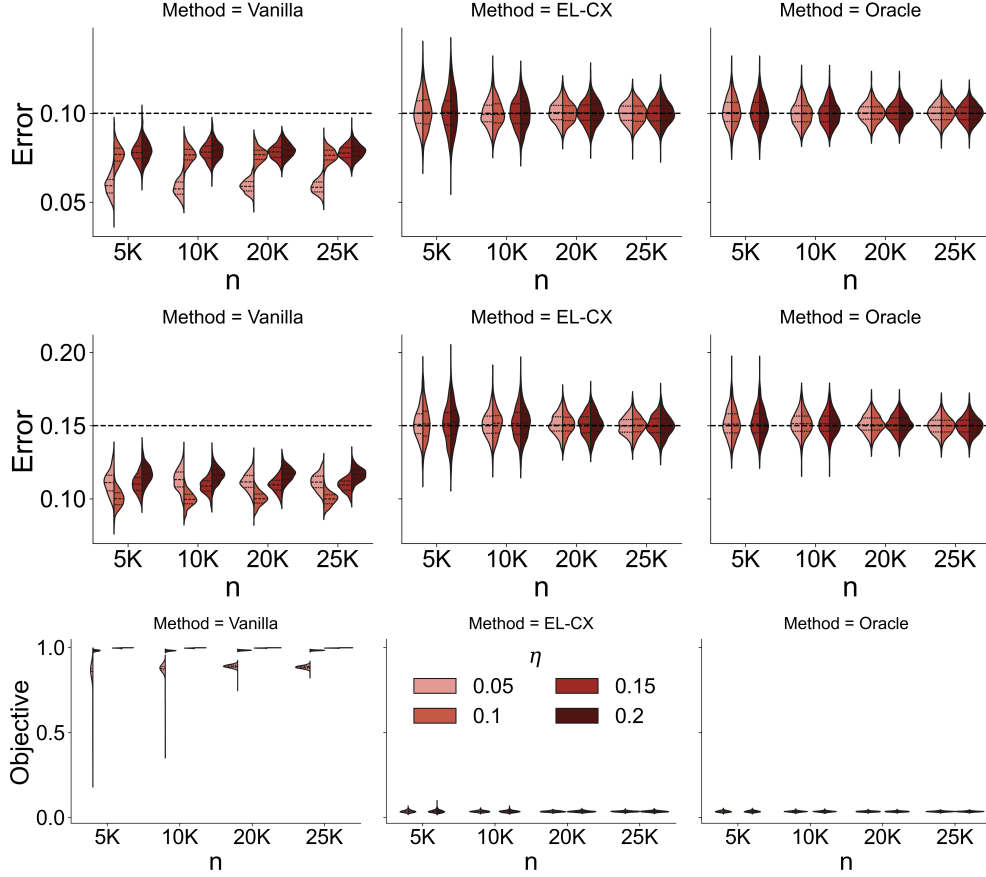 Method = Vanilla Method = EL-CX Method = Oracle
Error
0.10
0.05
5K 10K 20K 25K 5K 10K 20K 25K 5K 10K 20K 25K
n n n
Method = Vanilla Method = EL-CX Method = Oracle
Error
0.20
0.15
0.10
5K 10K 20K 25K 5K 10K 20K 25K 5K 10K 20K 25K
n n n
Method = Vanilla Method = EL-CX Method = Oracle
Objective
1.0
0.5
0.0
η
0.05 0.15
0.1 0.2
5K 10K 20K 25K 5K 10K 20K 25K 5K 10K 20K 25K
n n n